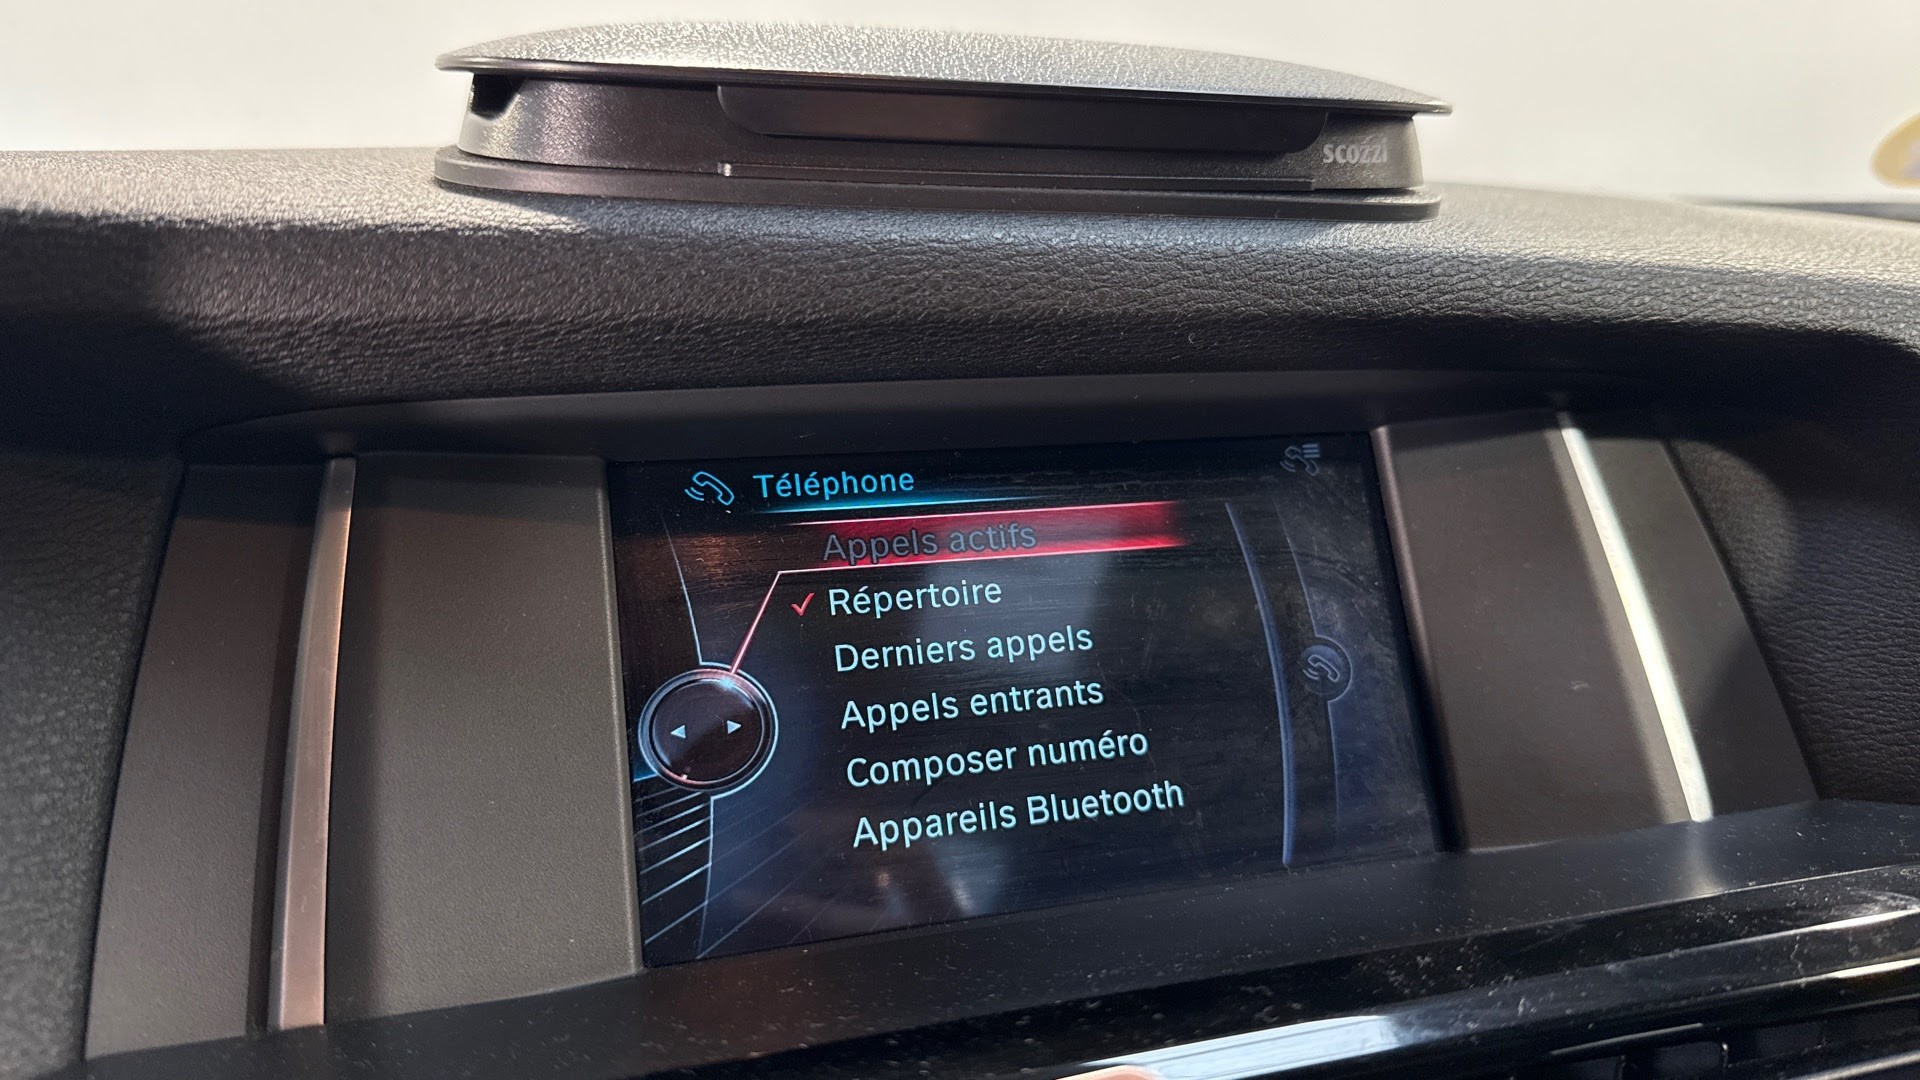 scozzi
Téléphone
Appels actifs
✓ Répertoire
Derniers appels
Appels entrants
Composer numéro
Appareils Bluetooth